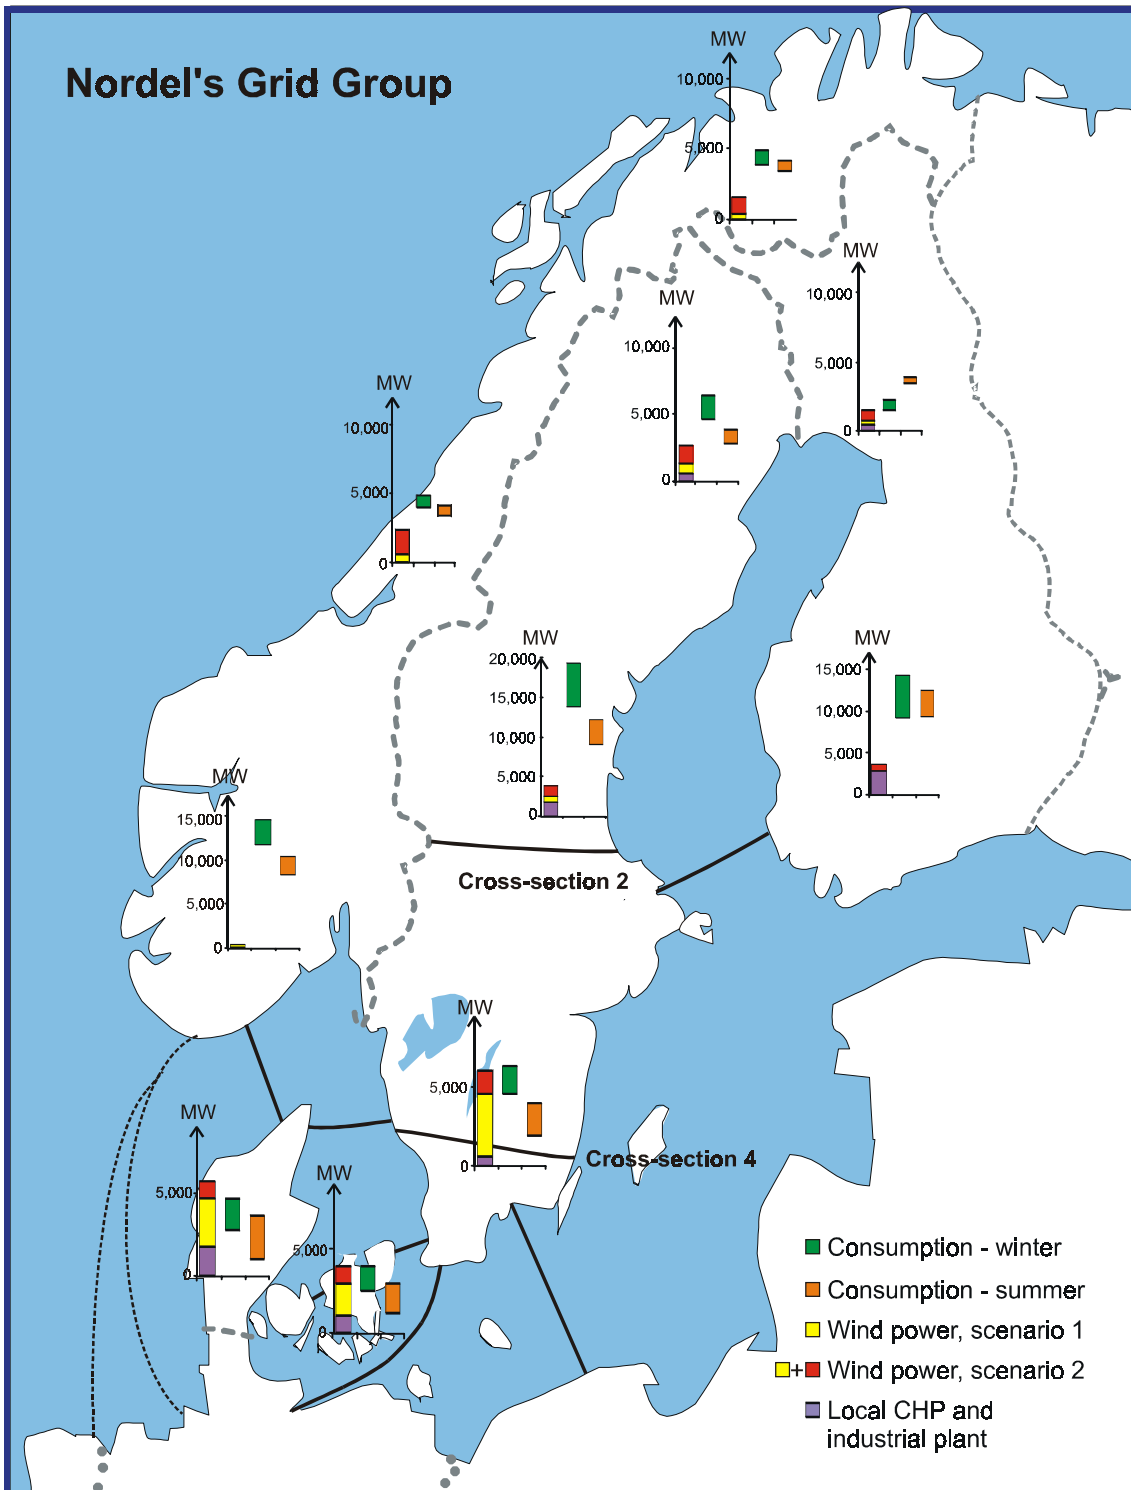 Nordel's Grid Group
MW
10,000
5,000
0
MW
10,000
5,000
0
MW
10,000
5,000
0
MW
10,000
5,000
0
MW
20,000
15,000
10,000
5,000
0
MW
15,000
10,000
5,000
0
MW
15,000
10,000
5,000
0
Cross-section 2
MW
5,000
0
Cross-section 4
MW
5,000
0
MW
5,000
0
Consumption - winter
Consumption - summer
Wind power, scenario 1
+ Wind power, scenario 2
Local CHP and
industrial plant